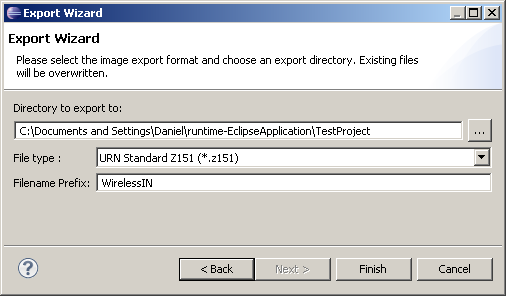 Export Wizard
Export Wizard
Please select the image export format and choose an export directory. Existing files
will be overwritten.
Directory to export to:
C:\Documents and Settings\Daniel\runtime-EclipseApplication\TestProject
...
File type :
URN Standard Z151 (*.z151)
Filename Prefix:
WirelessIN
?
< Back
Next >
Finish
Cancel